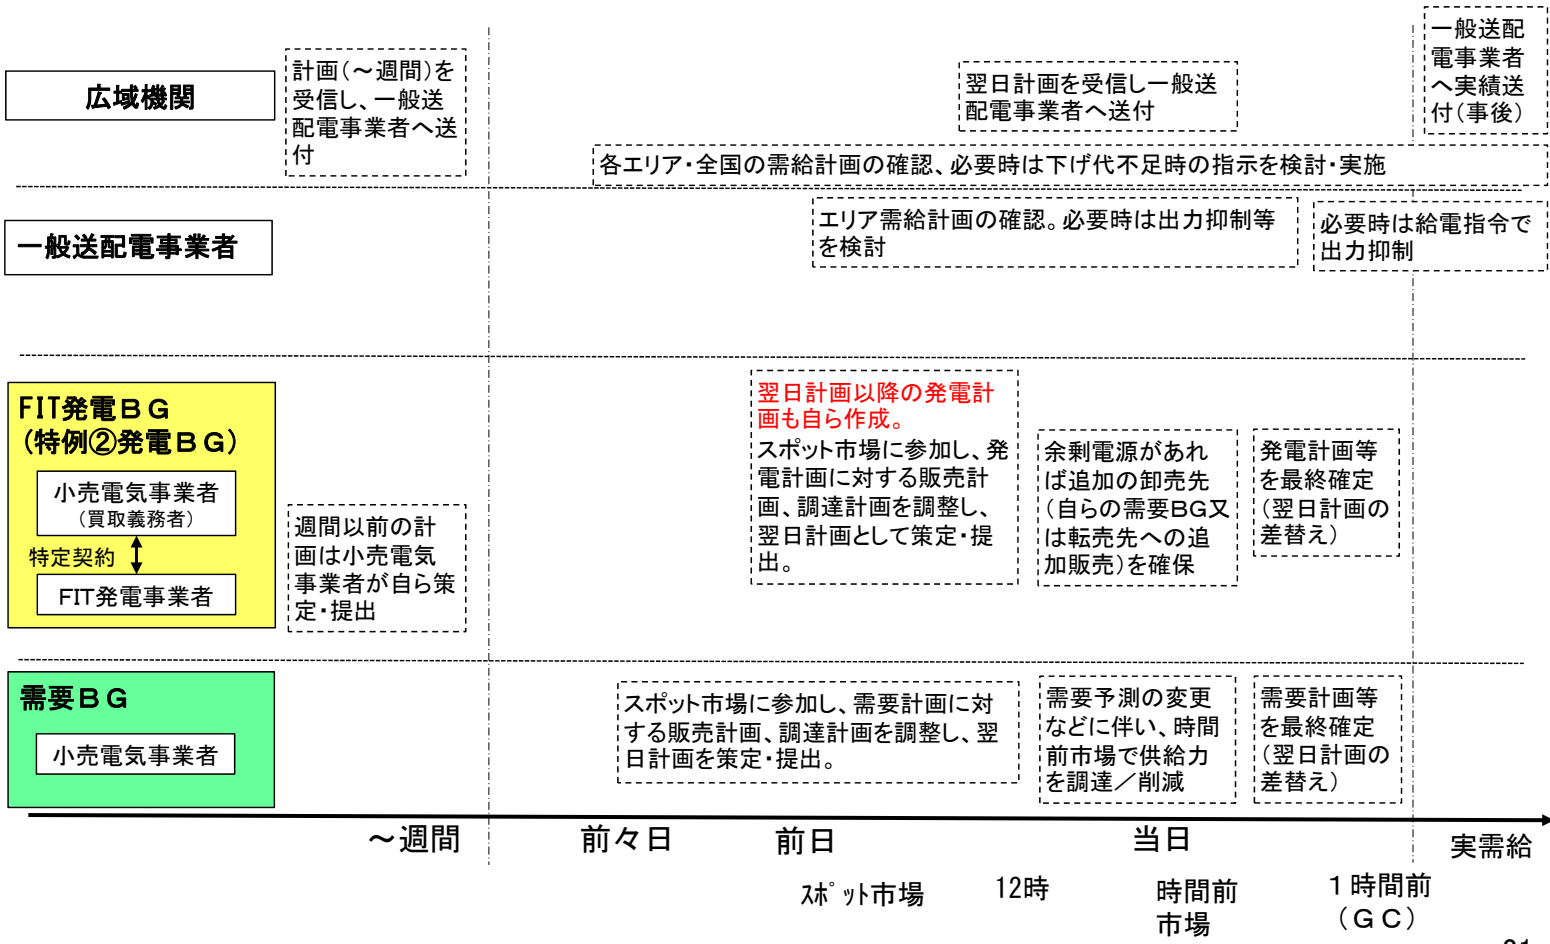 広域機関
計画(～週間)を
受信し、一般送
配電事業者へ送
付
翌日計画を受信し一般送
配電事業者へ送付
一般送配
電事業者
へ実績送
付(事後)
各エリア・全国の需給計画の確認、必要時は下げ代不足時の指示を検討・実施
一般送配電事業者
エリア需給計画の確認。必要時は出力抑制等
を検討
必要時は給電指令で
出力抑制
FIT発電ＢＧ
(特例②発電ＢＧ)
小売電気事業者
(買取義務者)
特定契約
FIT発電事業者
週間以前の計
画は小売電気
事業者が自ら策
定・提出
翌日計画以降の発電計
画も自ら作成。
スポット市場に参加し、発
電計画に対する販売計
画、調達計画を調整し、
翌日計画として策定・提
出。
余剰電源があれ
ば追加の卸売先
(自らの需要BG又
は転売先への追
加販売)を確保
発電計画等
を最終確定
(翌日計画の
差替え)
需要ＢＧ
小売電気事業者
スポット市場に参加し、需要計画に対
する販売計画、調達計画を調整し、翌
日計画を策定・提出。
需要予測の変更
などに伴い、時間
前市場で供給力
を調達／削減
需要計画等
を最終確定
(翌日計画の
差替え)
～週間
前々日
前日
当日
実需給
ｽﾎﾟｯﾄ市場
12時
時間前
市場
１時間前
(ＧＣ)